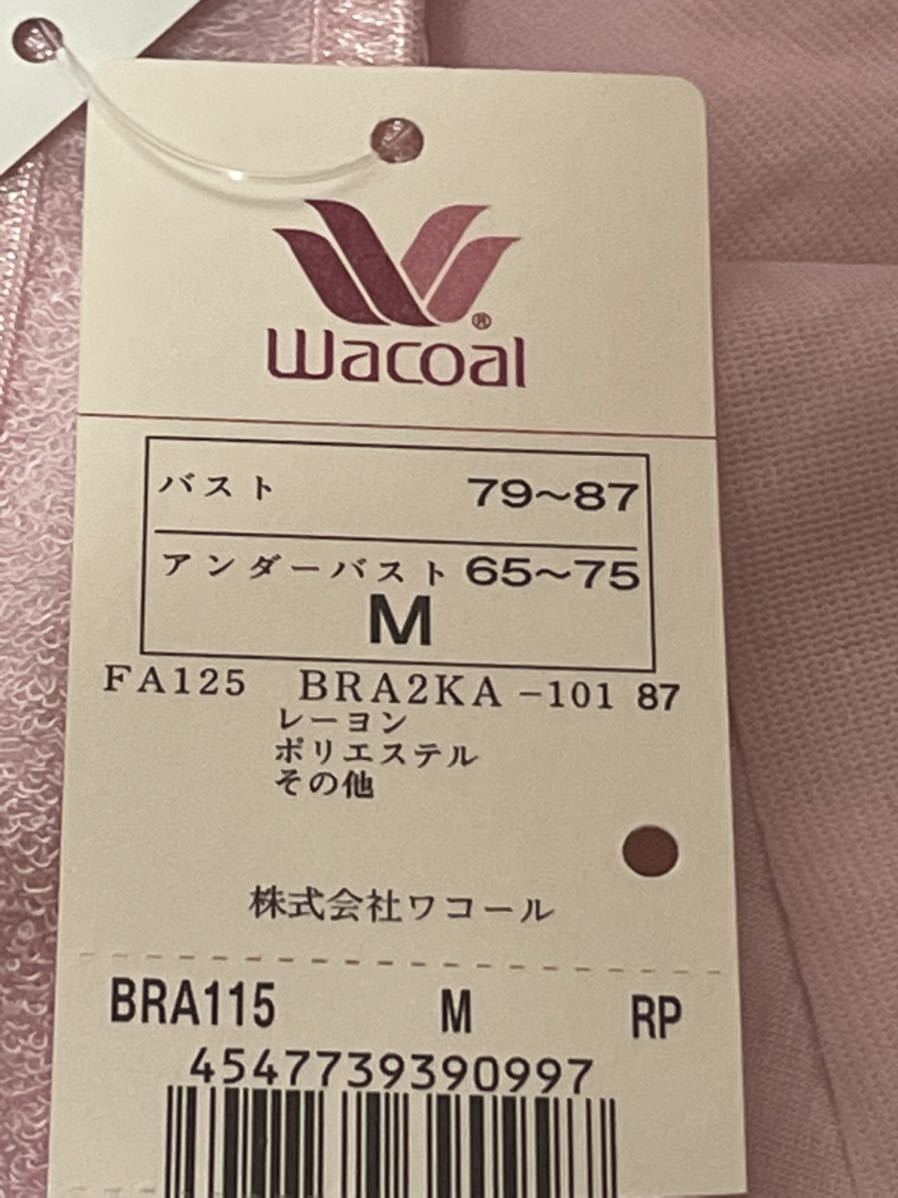 Wacoal®
バスト 79~87
アンダーバスト 65~75
M
FA125 BRA2KA-101 87
レーヨン
ポリエステル
その他
株式会社ワコール
BRA115 M RP
4547739390997